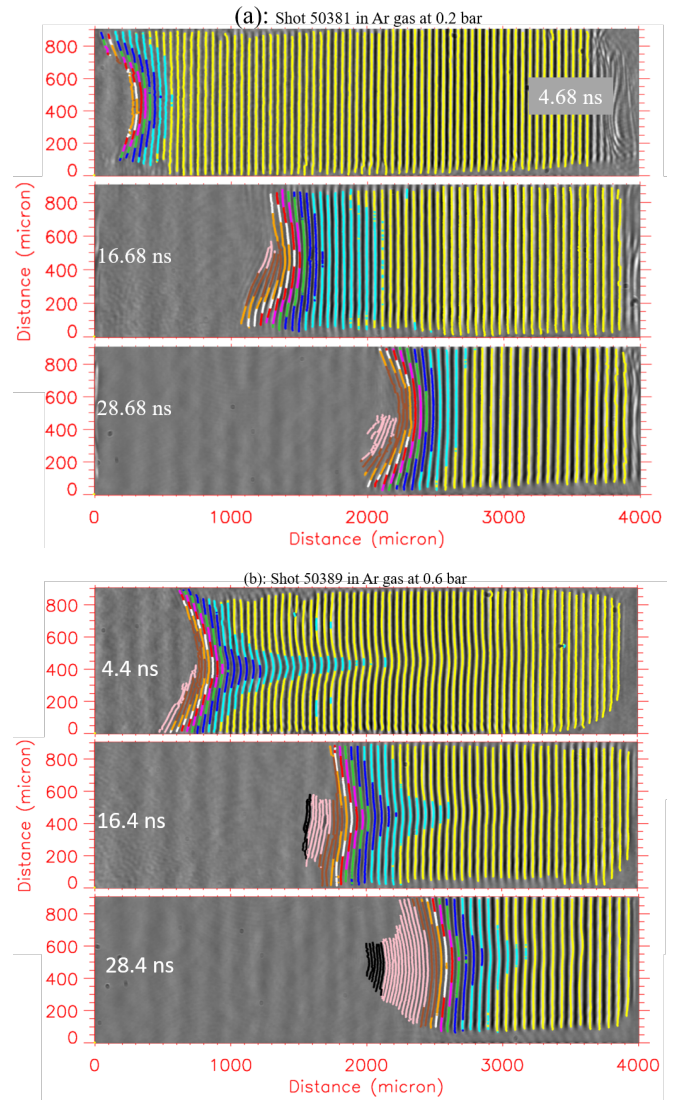 (a): Shot 50381 in Ar gas at 0.2 bar
800
600
400
200
0
4.68 ns
800
600
400
200
0
16.68 ns
Distance (micron)
800
600
400
200
0
28.68 ns
0 1000 2000 3000 4000
Distance (micron)
(b): Shot 50389 in Ar gas at 0.6 bar
800
600
400
200
0
4.4 ns
800
600
400
200
0
16.4 ns
Distance (micron)
800
600
400
200
0
28.4 ns
0 1000 2000 3000 4000
Distance (micron)